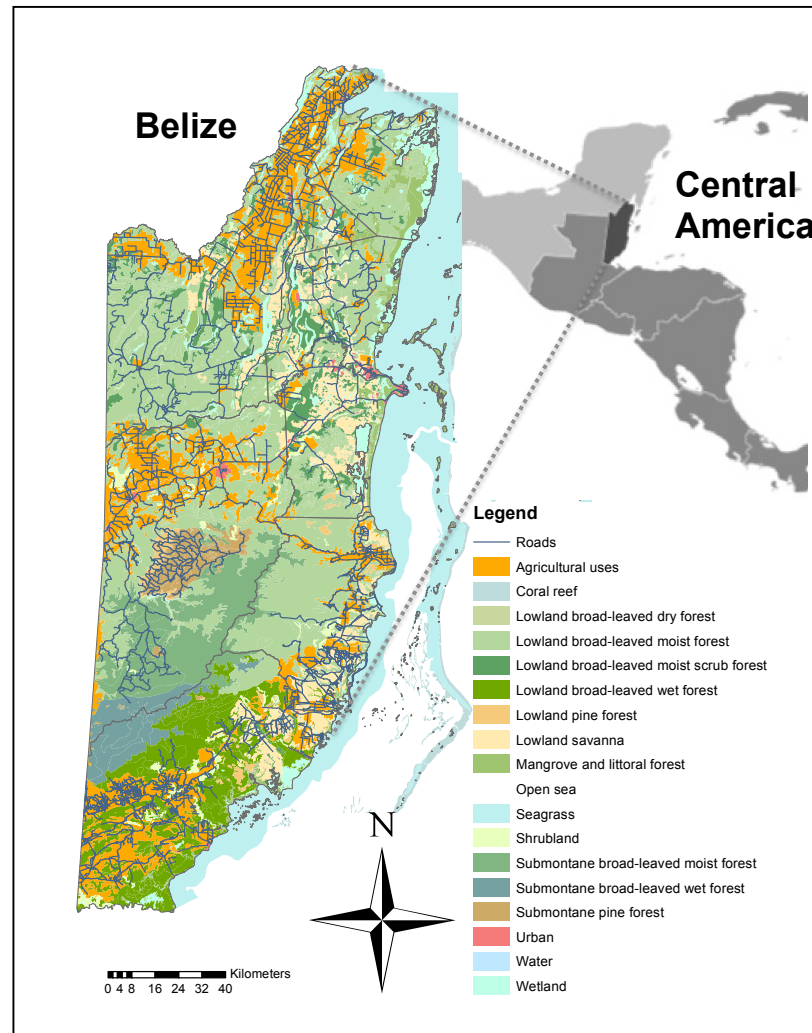 Belize
Central
America
Legend
Roads
Agricultural uses
Coral reef
Lowland broad-leaved dry forest
Lowland broad-leaved moist forest
Lowland broad-leaved moist scrub forest
Lowland broad-leaved wet forest
Lowland pine forest
Lowland savanna
Mangrove and littoral forest
Open sea
Seagrass
Shrubland
Submontane broad-leaved moist forest
Submontane broad-leaved wet forest
Submontane pine forest
Urban
Water
Wetland
N
Kilometers
0 4 8 16 24 32 40